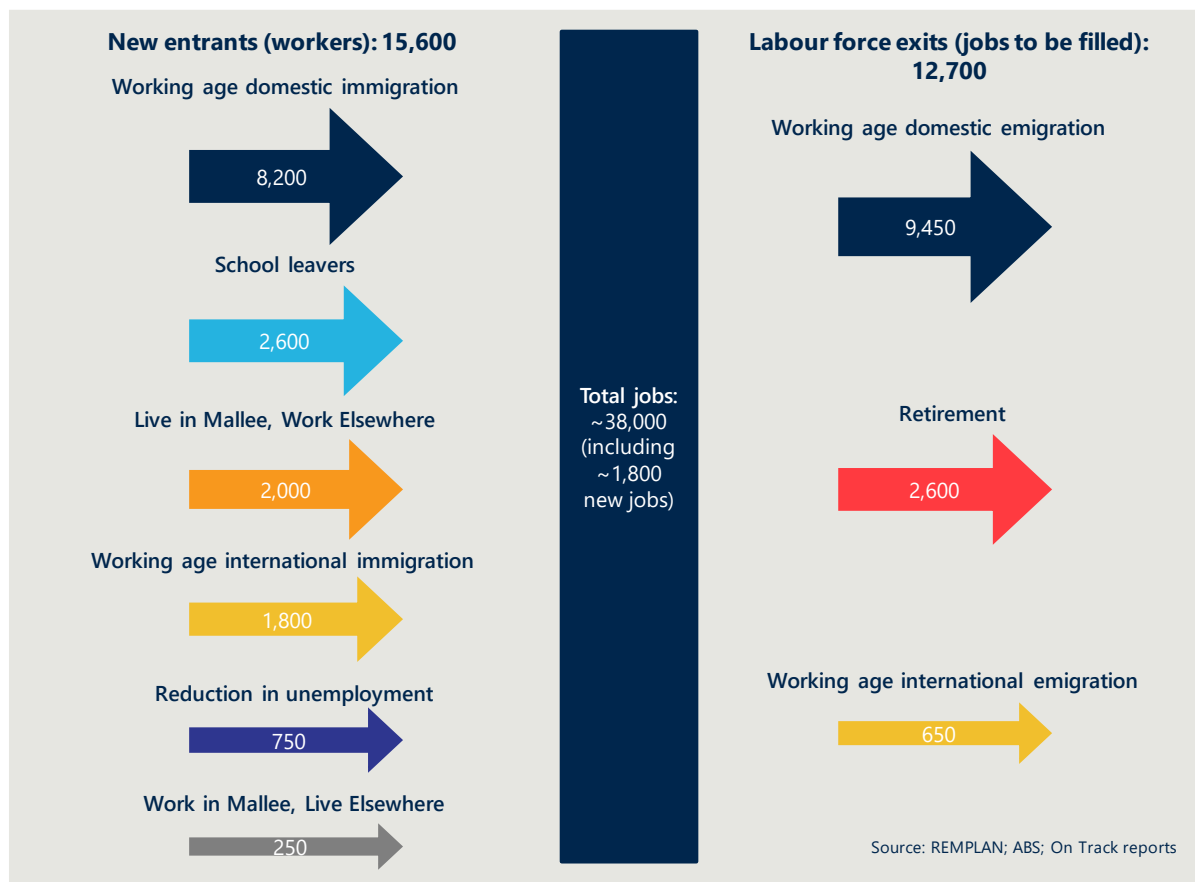 New entrants (workers): 15,600
Working age domestic immigration
8,200
School leavers
2,600
Live in Mallee, Work Elsewhere
2,000
Working age international immigration
1,800
Reduction in unemployment
750
Work in Mallee, Live Elsewhere
250
Total jobs:
~38,000
(including
~1,800
new jobs)
Labour force exits (jobs to be filled):
12,700
Working age domestic emigration
9,450
Retirement
2,600
Working age international emigration
650
Source: REMPLAN; ABS; On Track reports